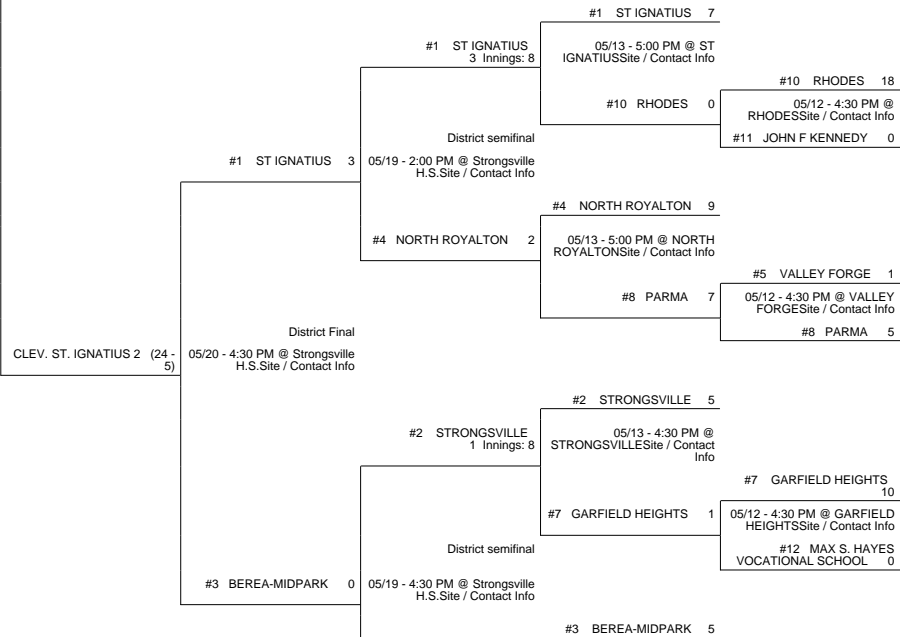 #1 ST IGNATIUS 7
#1 ST IGNATIUS
3 Innings: 8
05/13 - 5:00 PM @ ST
IGNATIUSSite / Contact Info
#10 RHODES 18
#10 RHODES 0
05/12 - 4:30 PM @
RHODESSite / Contact Info
District semifinal
#11 JOHN F KENNEDY 0
#1 ST IGNATIUS 3
05/19 - 2:00 PM @ Strongsville
H.S.Site / Contact Info
#4 NORTH ROYALTON 9
#4 NORTH ROYALTON 2
05/13 - 5:00 PM @ NORTH
ROYALTONSite / Contact Info
#5 VALLEY FORGE 1
#8 PARMA 7
05/12 - 4:30 PM @ VALLEY
FORGESite / Contact Info
District Final
#8 PARMA 5
CLEV. ST. IGNATIUS 2 (24 -
5)
05/20 - 4:30 PM @ Strongsville
H.S.Site / Contact Info
#2 STRONGSVILLE 5
#2 STRONGSVILLE
1 Innings: 8
05/13 - 4:30 PM @
STRONGSVILLESite / Contact
Info
#7 GARFIELD HEIGHTS
10
#7 GARFIELD HEIGHTS 1
05/12 - 4:30 PM @ GARFIELD
HEIGHTSSite / Contact Info
District semifinal
#12 MAX S. HAYES
VOCATIONAL SCHOOL 0
#3 BEREA-MIDPARK 0
05/19 - 4:30 PM @ Strongsville
H.S.Site / Contact Info
#3 BEREA-MIDPARK 5